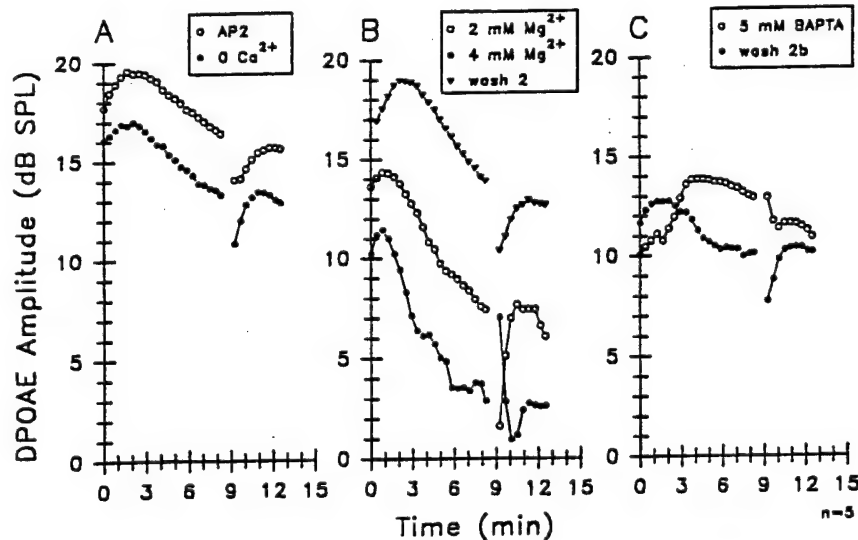 A
AP2
0 Ca2+
B
2 mM Mg2+
4 mM Mg2+
wash 2
C
5 mM BAPTA
wash 2b
DPOAE Amplitude (dB SPL)
20
15
10
5
0
20
15
10
5
0
20
15
10
5
0
0 3 6 9 12 15
0 3 6 9 12 15
0 3 6 9 12 15
Time (min)
n=5